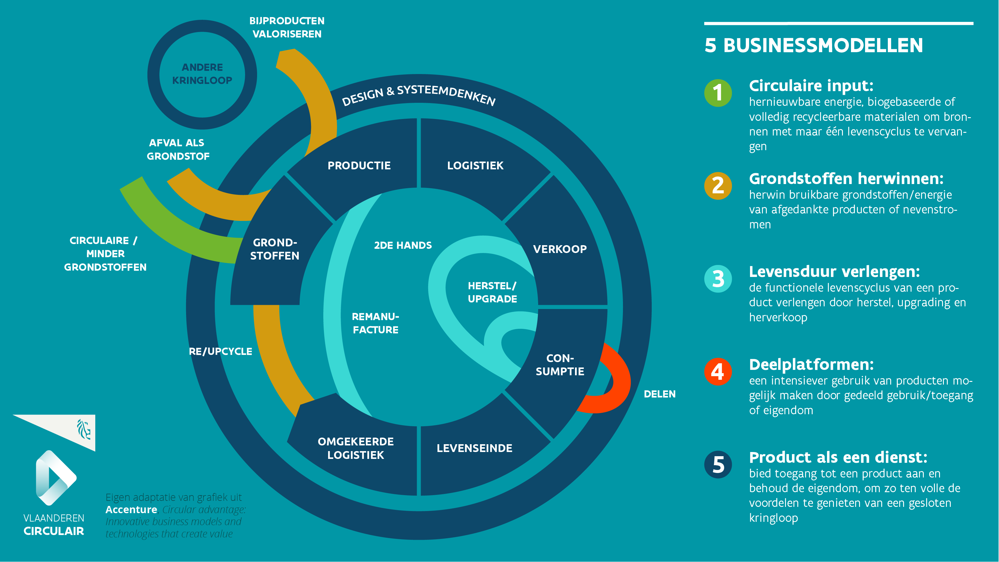 BIJPRODUCTEN
VALORISEREN
ANDERE
KRINGLOOP
DESIGN & SYSTEEMDENKEN
AFVAL ALS
GRONDSTOF
PRODUCTIE
LOGISTIEK
CIRCULAIRE /
MINDER
GRONDSTOFFEN
GROND-
STOFFEN
2DE HANDS
VERKOOP
HERSTEL/
UPGRADE
REMANU-
FACTURE
RE/UPCYCLE
CON-
SUMPTIE
DELEN
OMGEKEERDE
LOGISTIEK
LEVENSEINDE
5 BUSINESSMODELLEN
1
Circulaire input:
hernieuwbare energie, biogebaseerde of
volledig recycleerbare materialen om bron-
nen met maar één levenscyclus te vervan-
gen
2
Grondstoffen herwinnen:
herwin bruikbare grondstoffen/energie
van afgedankte producten of nevenstro-
men
3
Levensduur verlengen:
de functionele levenscyclus van een pro-
duct verlengen door herstel, upgrading en
herverkoop
4
Deelplatformen:
een intensiever gebruik van producten mo-
gelijk maken door gedeeld gebruik/toegang
of eigendom
5
Product als een dienst:
bied toegang tot een product aan en
behoud de eigendom, om zo ten volle de
voordelen te genieten van een gesloten
kringloop
VLAANDEREN
CIRCULAIR
Eigen adaptatie van grafiek uit
Accenture, Circular advantage:
Innovative business models and
technologies that create value